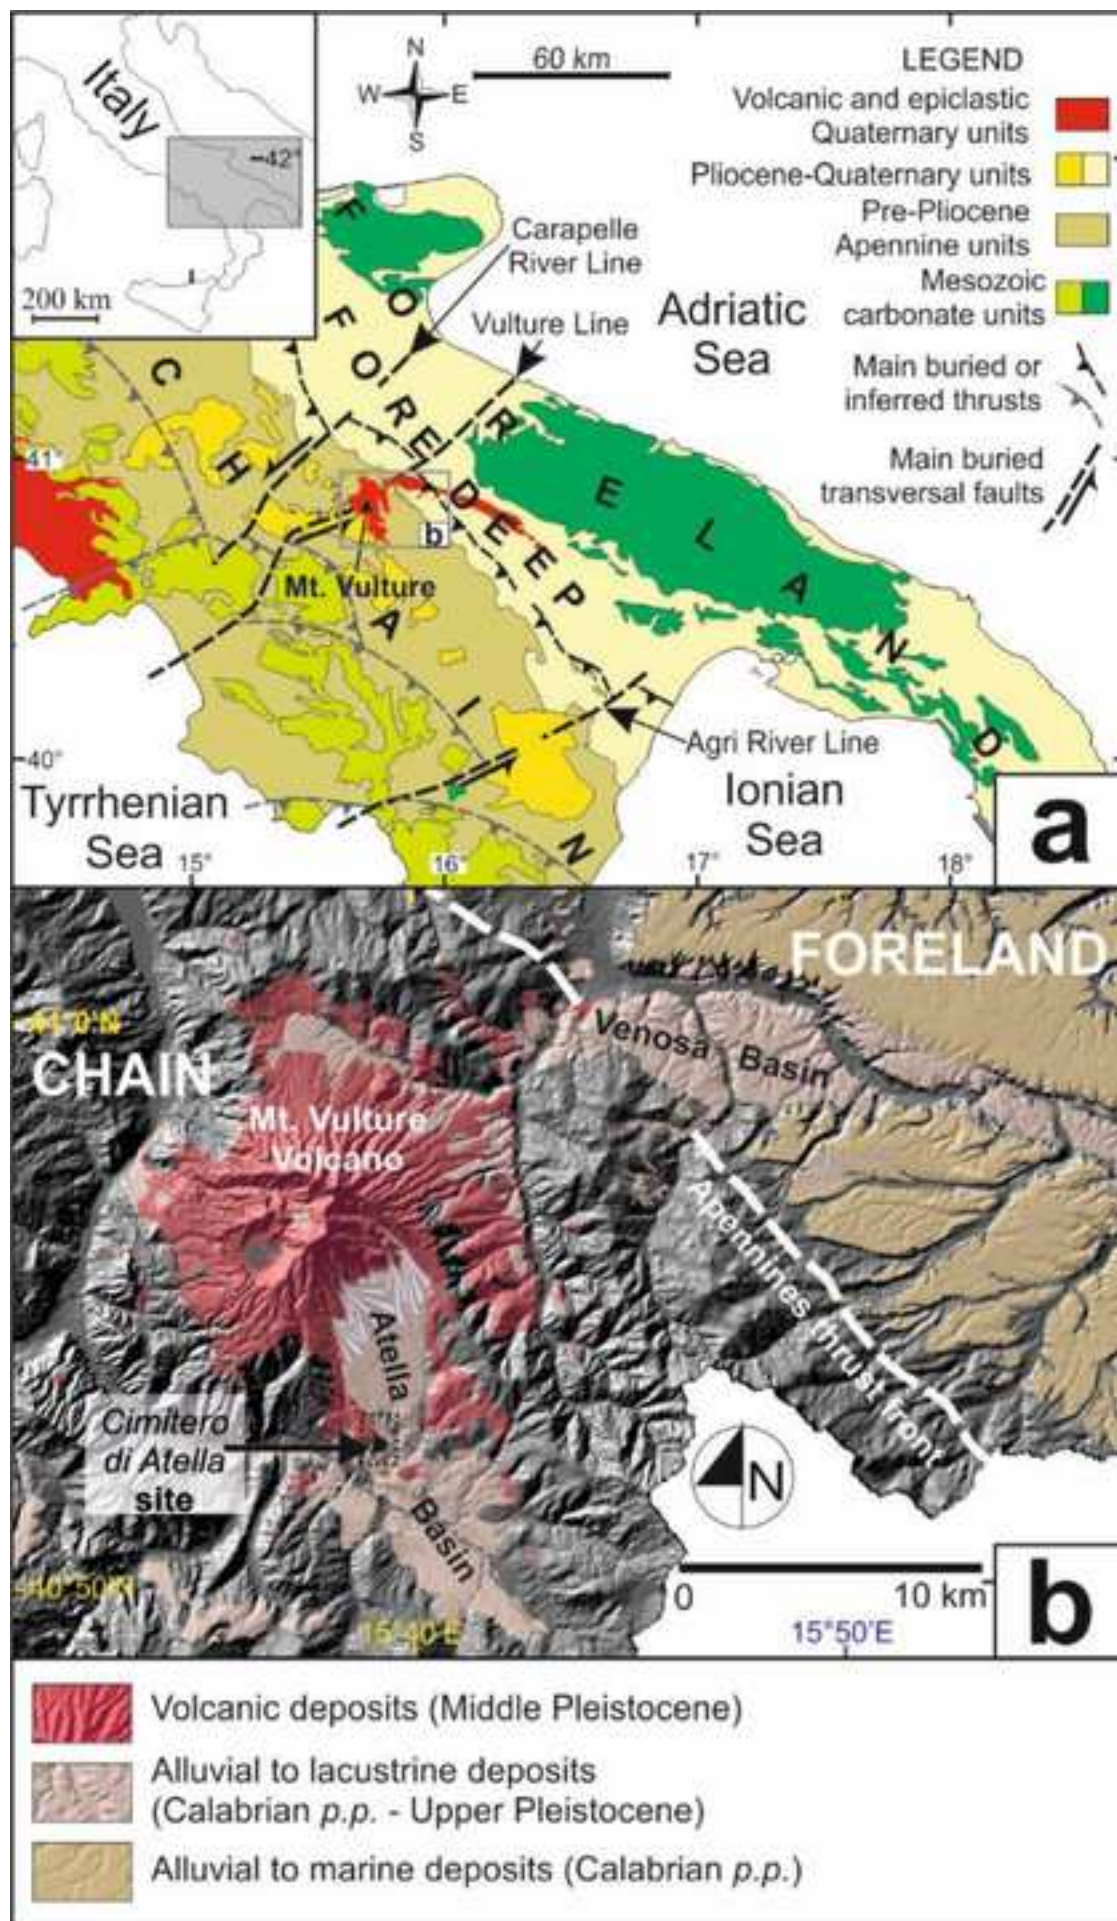 Italy
42°
200 km
N
W
E
S
60 km
LEGEND
Volcanic and epiclastic
Quaternary units
Pliocene-Quaternary units
Pre-Pliocene
Apennine units
Mesozoic
carbonate units
Main buried or
inferred thrusts
Main buried
transversal faults
Carapelle
River Line
Vulture Line
Adriatic
Sea
FORELAND
FOREDEEP
CHAIN
41°
b
Mt. Vulture
Agri River Line
40°
Tyrrhenian
Sea
Ionian
Sea
15°
16°
17°
18°
a
FORELAND
41°0'N
CHAIN
Venosa Basin
Mt. Vulture
Volcano
Apennines thrust front
Atella
Basin
Cimitero
di Atella
site
N
40°50'N
15°40'E
0
10 km
15°50'E
b
Volcanic deposits (Middle Pleistocene)
Alluvial to lacustrine deposits
(Calabrian p.p. - Upper Pleistocene)
Alluvial to marine deposits (Calabrian p.p.)